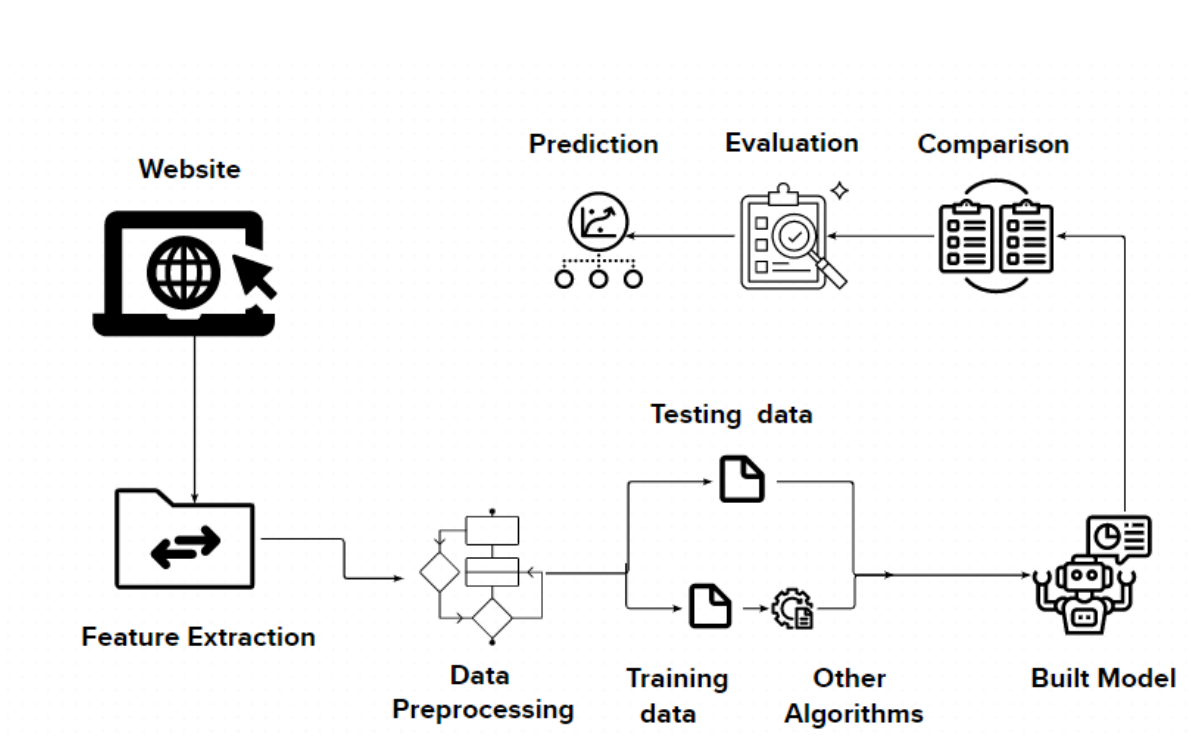 Website
Prediction
Evaluation
Comparison
Testing data
Feature Extraction
Data
Preprocessing
Training
data
Other
Algorithms
Built Model